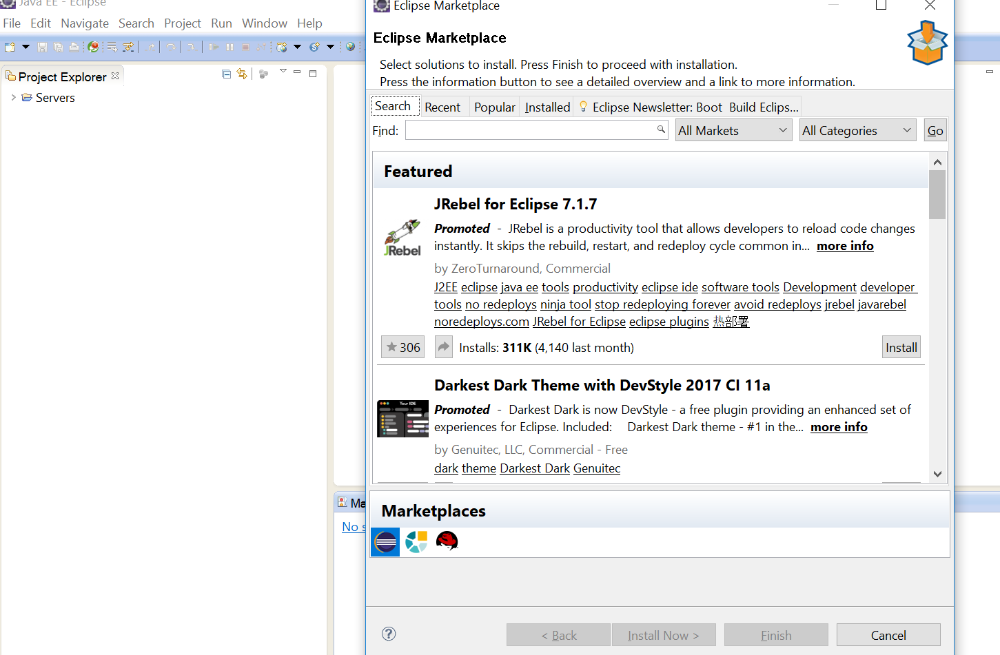 Java EE - Eclipse
File Edit Navigate Search Project Run Window Help
Project Explorer
Servers
Ma
No s
Eclipse Marketplace
Eclipse Marketplace
Select solutions to install. Press Finish to proceed with installation.
Press the information button to see a detailed overview and a link to more information.
Search Recent Popular Installed Eclipse Newsletter: Boot Build Eclips...
Find: All Markets All Categories Go
Featured
JRebel for Eclipse 7.1.7
JRebel
Promoted - JRebel is a productivity tool that allows developers to reload code changes
instantly. It skips the rebuild, restart, and redeploy cycle common in... more info
by ZeroTurnaround, Commercial
J2EE eclipse java ee tools productivity eclipse ide software tools Development developer
tools no redeploys ninja tool stop redeploying forever avoid redeploys jrebel javarebel
noredeploys.com JRebel for Eclipse eclipse plugins 热部署
306 Installs: 311K (4,140 last month) Install
Darkest Dark Theme with DevStyle 2017 CI 11a
Your IDE
Promoted - Darkest Dark is now DevStyle - a free plugin providing an enhanced set of
experiences for Eclipse. Included: Darkest Dark theme - #1 in the... more info
by Genuitec, LLC, Commercial - Free
dark theme Darkest Dark Genuitec
Marketplaces
< Back Install Now > Finish Cancel